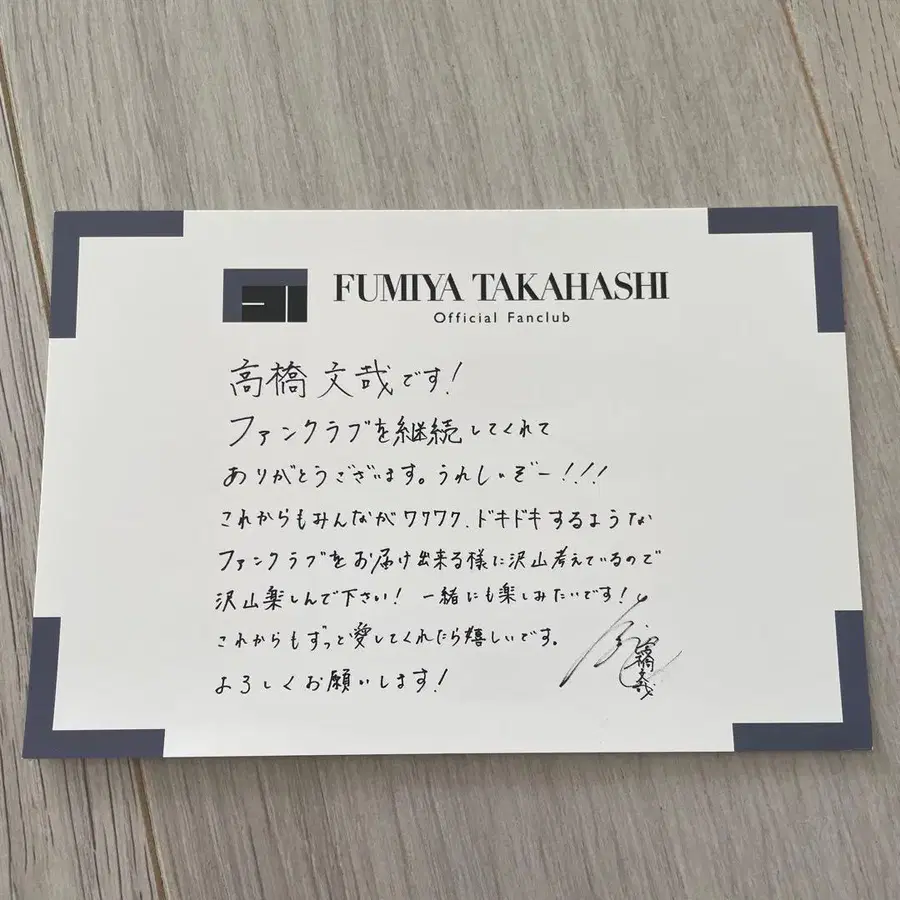 FUMIYA TAKAHASHI
Official Fanclub
高橋文哉です!
ファンクラブを継続してくれて
ありがとうございます。うれしいぞー!!!
これからもみんながワクワク、ドキドキするような
ファンクラブをお届け出来る様に沢山考えているので
沢山楽しんで下さい! 一緒にも楽しみたいです!
これからもずっと愛してくれたら嬉しいです。
よろしくお願いします!
高橋文哉